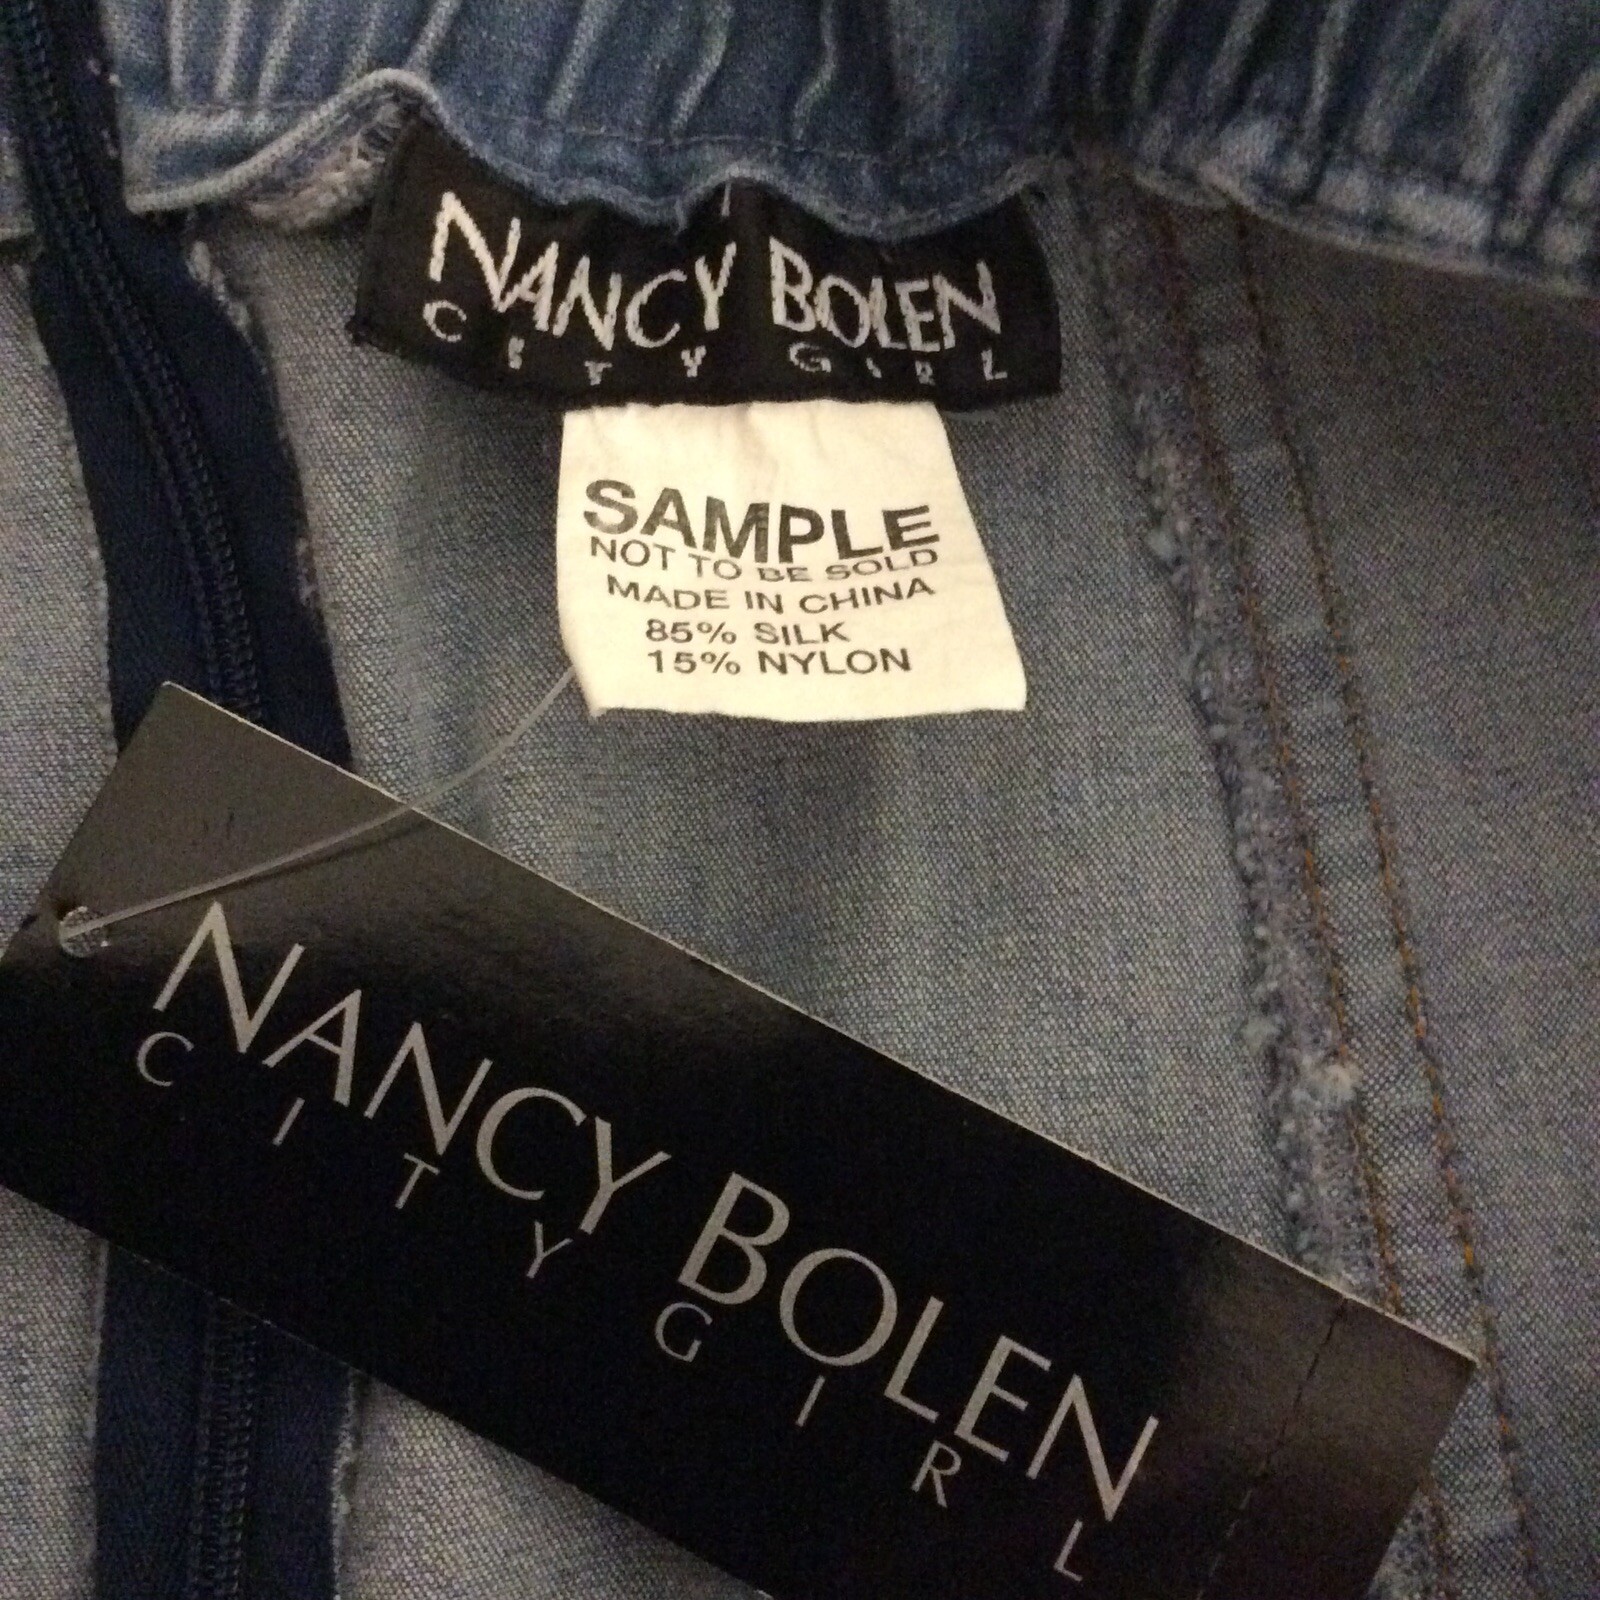 NANCY BOLEN
CITY GIRL
SAMPLE
NOT TO BE SOLD
MADE IN CHINA
85% SILK
15% NYLON
NANCY BOLEN
CITY GIRL